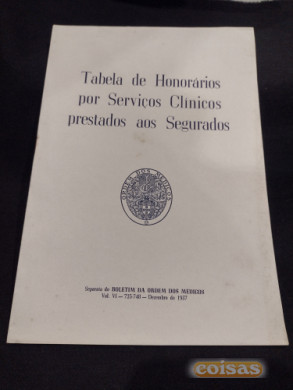 Tabela de Honorários
por Serviços Clínicos
prestados aos Segurados
ORDEM DOS MÉDICOS
Separata do BOLETIM DA ORDEM DOS MÉDICOS
Vol. VI — 725-740 — Dezembro de 1957
coisas